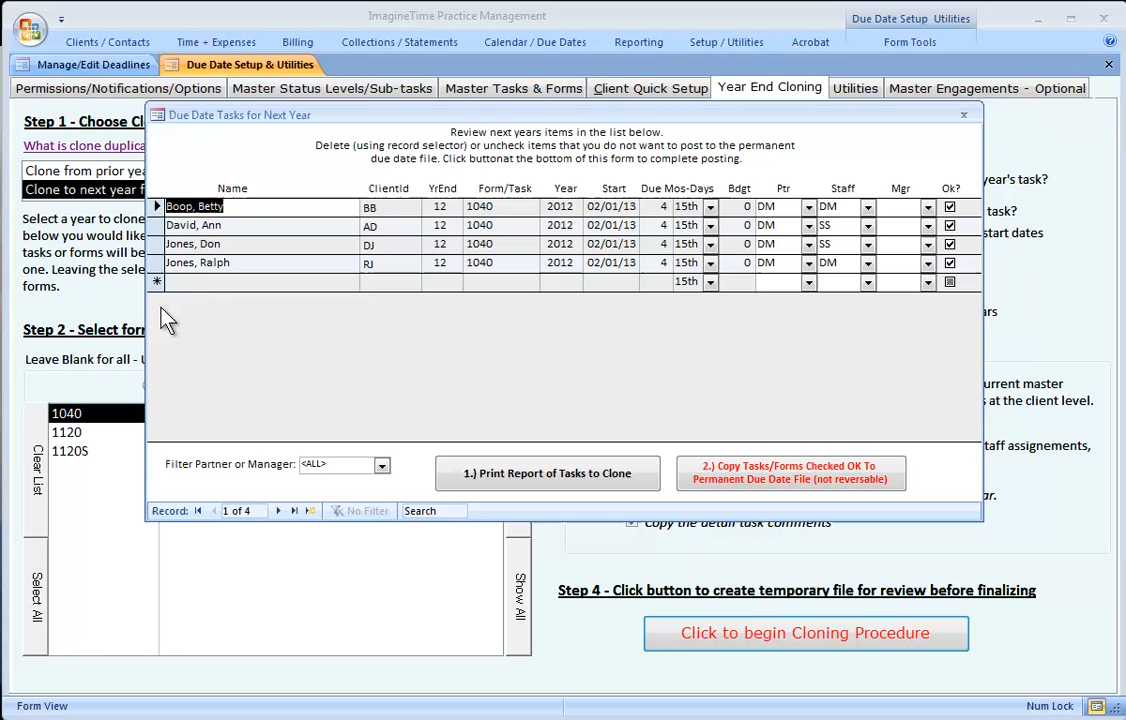 ImagineTime Practice Management
Due Date Setup Utilities
Clients / Contacts Time + Expenses Billing Collections / Statements Calendar / Due Dates Reporting Setup / Utilities Acrobat Form Tools
Manage/Edit Deadlines Due Date Setup & Utilities
Permissions/Notifications/Options Master Status Levels/Sub-tasks Master Tasks & Forms Client Quick Setup Year End Cloning Utilities Master Engagements - Optional
Step 1 - Choose
What is clone
Clone from prior
Clone to next year
Select a year to clone
below you would like
tasks or forms will be
one. Leaving the
forms.
Step 2 - Select
Leave Blank for all -
Clear List
Select All
1040
1120
1120S
Show All
Due Date Tasks for Next Year
Review next years items in the list below.
Delete (using record selector) or uncheck items that you do not want to post to the permanent
due date file. Click buttonat the bottom of this form to complete posting.
Name ClientId YrEnd Form/Task Year Start Due Mos-Days Bdgt Ptr Staff Mgr Ok?
Boop, Betty BB 12 1040 2012 02/01/13 4 15th 0 DM DM
David, Ann AD 12 1040 2012 02/01/13 4 15th 0 DM SS
Jones, Don DJ 12 1040 2012 02/01/13 4 15th 0 DM SS
Jones, Ralph RJ 12 1040 2012 02/01/13 4 15th 0 DM DM
15th
Filter Partner or Manager: <ALL>
1.) Print Report of Tasks to Clone
2.) Copy Tasks/Forms Checked OK To
Permanent Due Date File (not reversable)
Record: 1 of 4 No Filter Search
year's task?
task?
start dates
current master
at the client level.
assignements,
Copy the detail task comments
Step 4 - Click button to create temporary file for review before finalizing
Click to begin Cloning Procedure
Form View
Num Lock